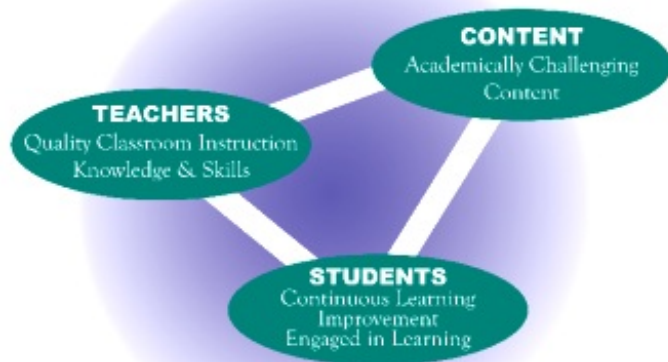 CONTENT
Academically Challenging
Content
TEACHERS
Quality Classroom Instruction
Knowledge & Skills
STUDENTS
Continuous Learning
Improvement
Engaged in Learning